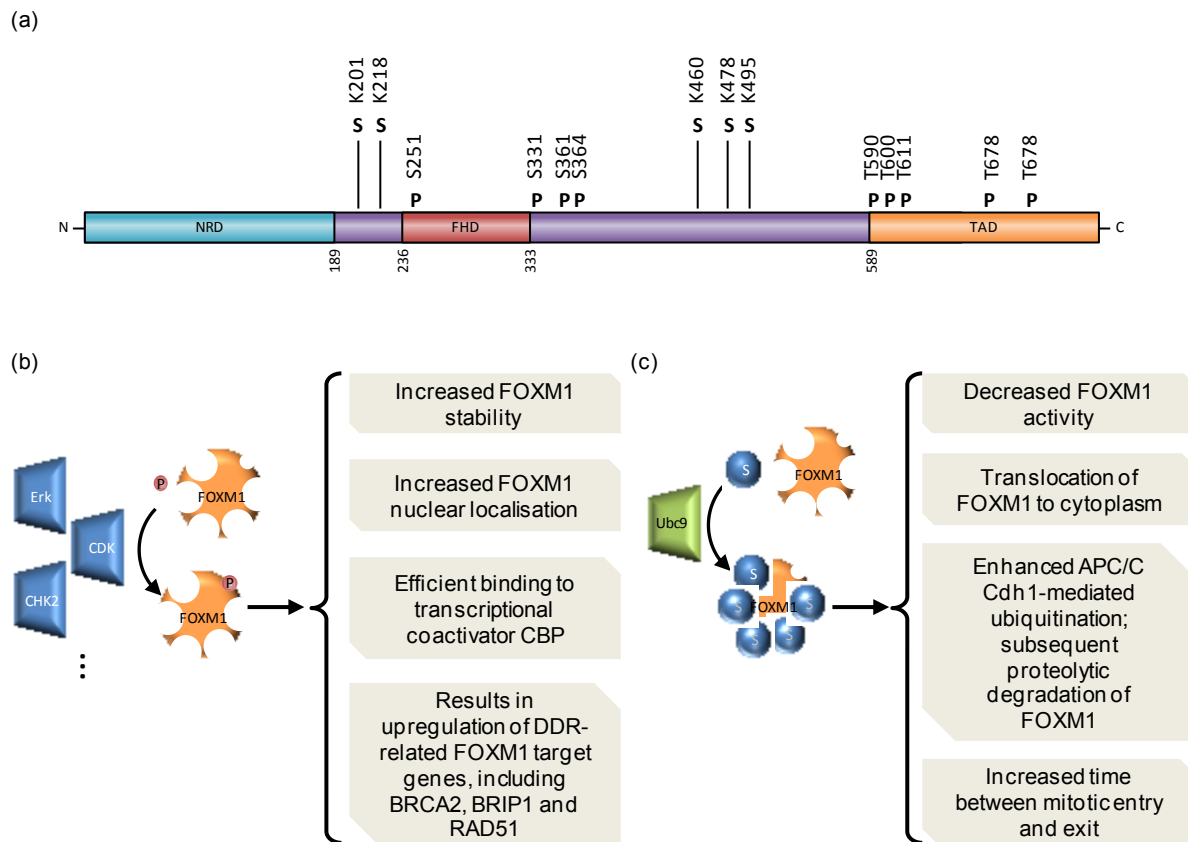 (a)
K201
K218
K460
K478
K495
S
S
S
S
S
S251
S331
S361
S364
T590
T600
T611
T678
T678
P
P
P
P
P
P
P
P
P
N
NRD
FHD
TAD
C
189
236
333
589
(b)
Erk
CDK
CHK2
...
P
FOXM1
P
FOXM1
Increased FOXM1
stability
Increased FOXM1
nuclear localisation
Efficient binding to
transcriptional
coactivator CBP
Results in
upregulation of DDR-
related FOXM1 target
genes, including
BRCA2, BRIP1 and
RAD51
(c)
Ubc9
S
FOXM1
S
S
FOXM1
S
S
S
Decreased FOXM1
activity
Translocation of
FOXM1 to cytoplasm
Enhanced APC/C
Cdh1-mediated
ubiquitination;
subsequent
proteolytic
degradation of
FOXM1
Increased time
between mitotic entry
and exit